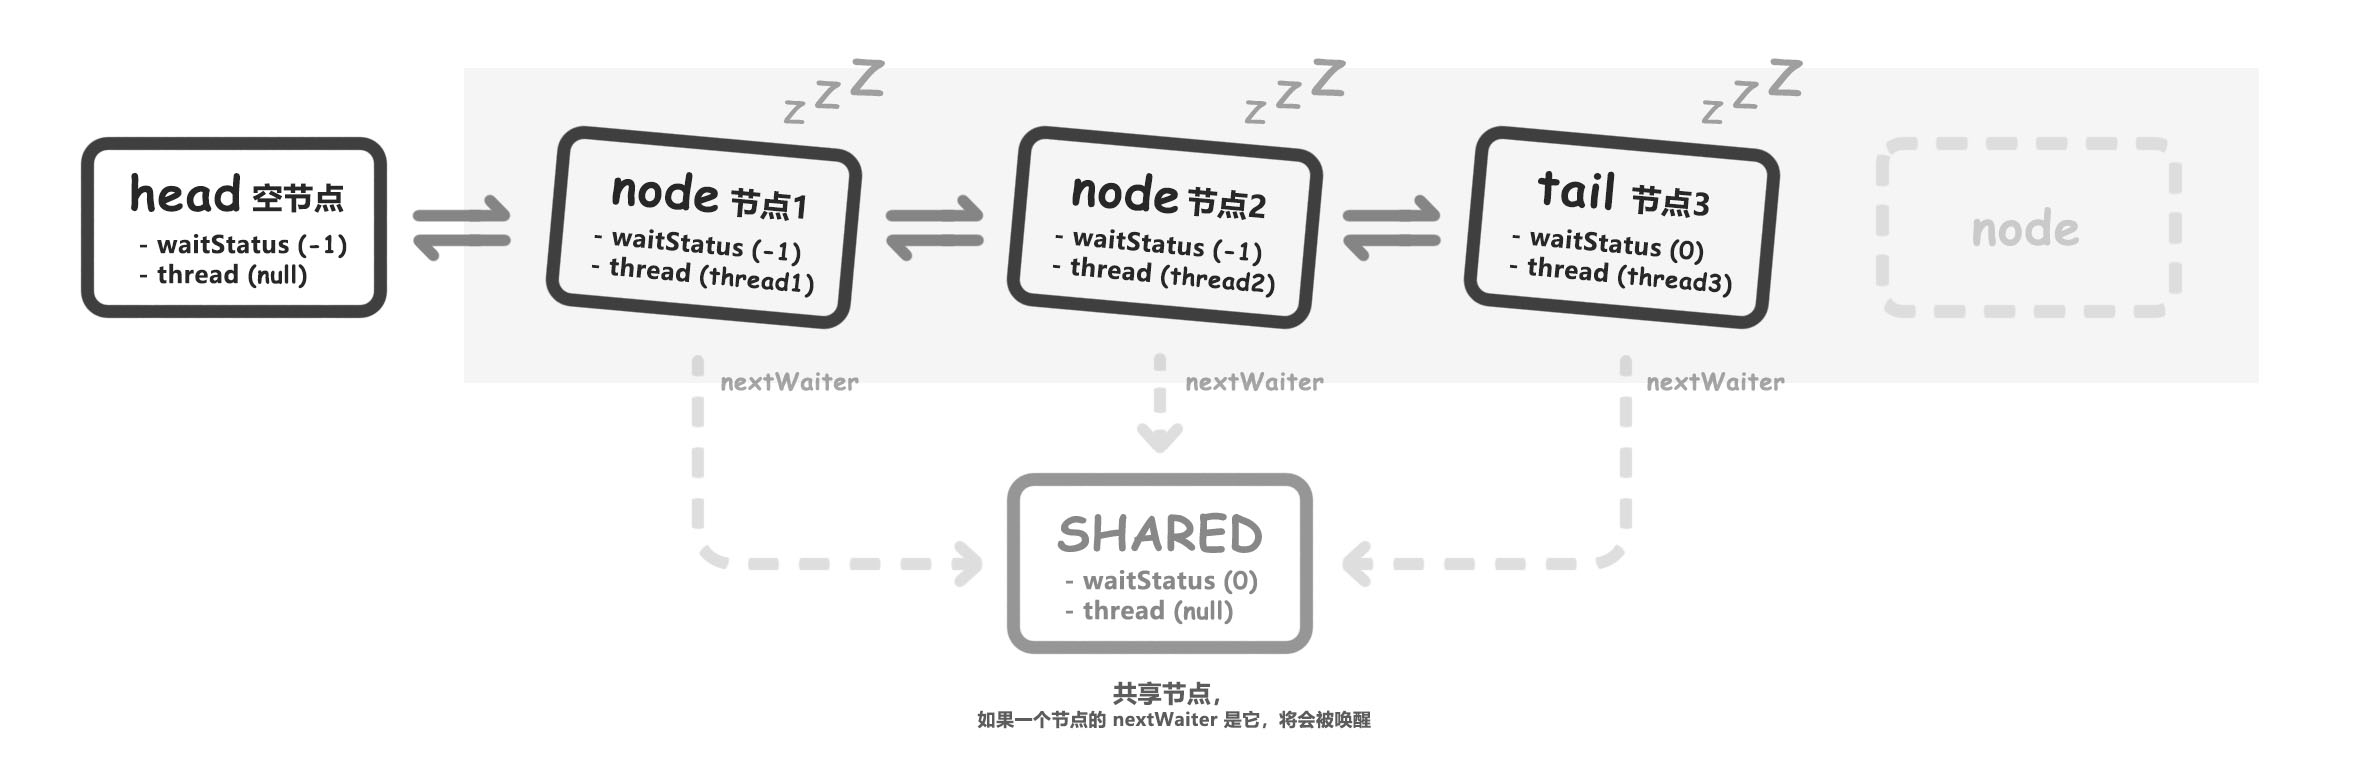 z z Z
z z Z
z z Z
head 空节点
- waitStatus (-1)
- thread (null)
node 节点1
- waitStatus (-1)
- thread (thread1)
node 节点2
- waitStatus (-1)
- thread (thread2)
tail 节点3
- waitStatus (0)
- thread (thread3)
node
nextWaiter
nextWaiter
nextWaiter
SHARED
- waitStatus (0)
- thread (null)
共享节点，
如果一个节点的 nextWaiter 是它，将会被唤醒